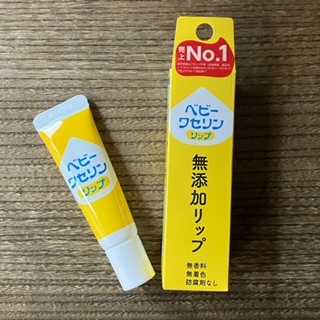 売上
No.1
ベビー
ワセリン
リップ
無添加リップ
無香料
無着色
防腐剤なし
ベビー
ワセリン
リップ